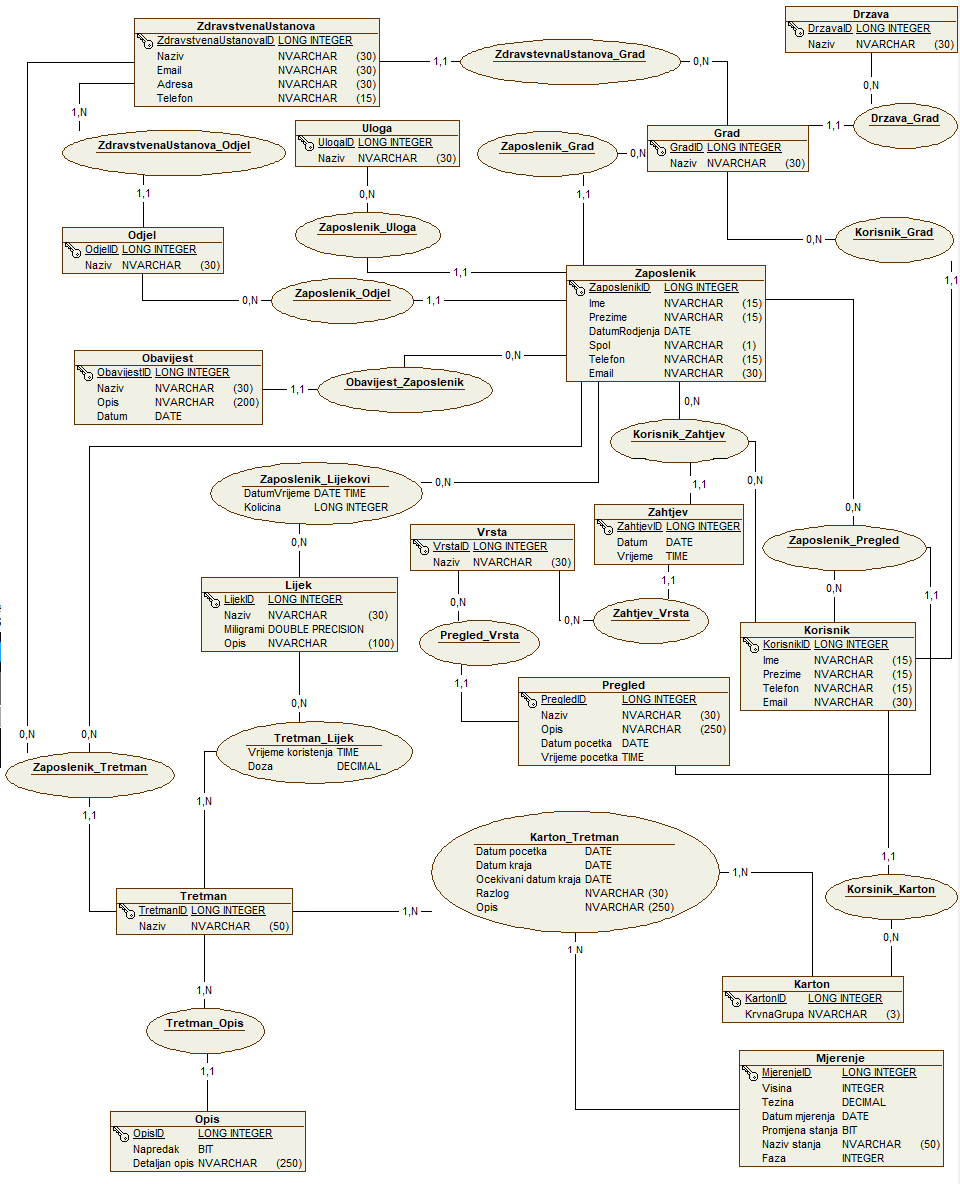 ZdravstvenaUstanova
ZdravstvenaUstanovaID LONG INTEGER
Naziv NVARCHAR (30)
Email NVARCHAR (30)
Adresa NVARCHAR (30)
Telefon NVARCHAR (15)
1,1
ZdravstevnaUstanova_Grad
0,N
Drzava
DrzavaID LONG INTEGER
Naziv NVARCHAR (30)
0,N
Drzava_Grad
1,1
1,N
ZdravstvenaUstanova_Odjel
1,1
Uloga
UlogaID LONG INTEGER
Naziv NVARCHAR (30)
0,N
Zaposlenik_Uloga
1,1
Zaposlenik_Grad
0,N
1,1
Grad
GradID LONG INTEGER
Naziv NVARCHAR (30)
0,N
Korisnik_Grad
1,1
Odjel
OdjelID LONG INTEGER
Naziv NVARCHAR (30)
0,N
Zaposlenik_Odjel
1,1
Zaposlenik
ZaposlenikID LONG INTEGER
Ime NVARCHAR (15)
Prezime NVARCHAR (15)
DatumRodjenja DATE
Spol NVARCHAR (1)
Telefon NVARCHAR (15)
Email NVARCHAR (30)
Obavijest
ObavijestID LONG INTEGER
Naziv NVARCHAR (30)
Opis NVARCHAR (200)
Datum DATE
1,1
Obavijest_Zaposlenik
0,N
0,N
Korisnik_Zahtjev
0,N
1,1
Zaposlenik_Lijekovi
DatumVrijeme DATE TIME
Kolicina LONG INTEGER
0,N
0,N
Zahtjev
ZahtjevID LONG INTEGER
Datum DATE
Vrijeme TIME
1,1
Zahtjev_Vrsta
0,N
0,N
Zaposlenik_Pregled
0,N
1,1
Vrsta
VrstaID LONG INTEGER
Naziv NVARCHAR (30)
0,N
Pregled_Vrsta
1,1
Lijek
LijekID LONG INTEGER
Naziv NVARCHAR (30)
Miligrami DOUBLE PRECISION
Opis NVARCHAR (100)
0,N
Korisnik
KorisnikID LONG INTEGER
Ime NVARCHAR (15)
Prezime NVARCHAR (15)
Telefon NVARCHAR (15)
Email NVARCHAR (30)
Pregled
PregledID LONG INTEGER
Naziv NVARCHAR (30)
Opis NVARCHAR (250)
Datum pocetka DATE
Vrijeme pocetka TIME
0,N
0,N
Zaposlenik_Tretman
1,1
Tretman_Lijek
Vrijeme koristenja TIME
Doza DECIMAL
1,N
Karton_Tretman
Datum pocetka DATE
Datum kraja DATE
Ocekivani datum kraja DATE
Razlog NVARCHAR (30)
Opis NVARCHAR (250)
1,N
1,N
1,N
1,1
Korsinik_Karton
0,N
Tretman
TretmanID LONG INTEGER
Naziv NVARCHAR (50)
1,N
Tretman_Opis
1,1
Karton
KartonID LONG INTEGER
KrvnaGrupa NVARCHAR (3)
Mjerenje
MjerenjeID LONG INTEGER
Visina INTEGER
Tezina DECIMAL
Datum mjerenja DATE
Promjena stanja BIT
Naziv stanja NVARCHAR (50)
Faza INTEGER
Opis
OpisID LONG INTEGER
Napredak BIT
Detaljan opis NVARCHAR (250)